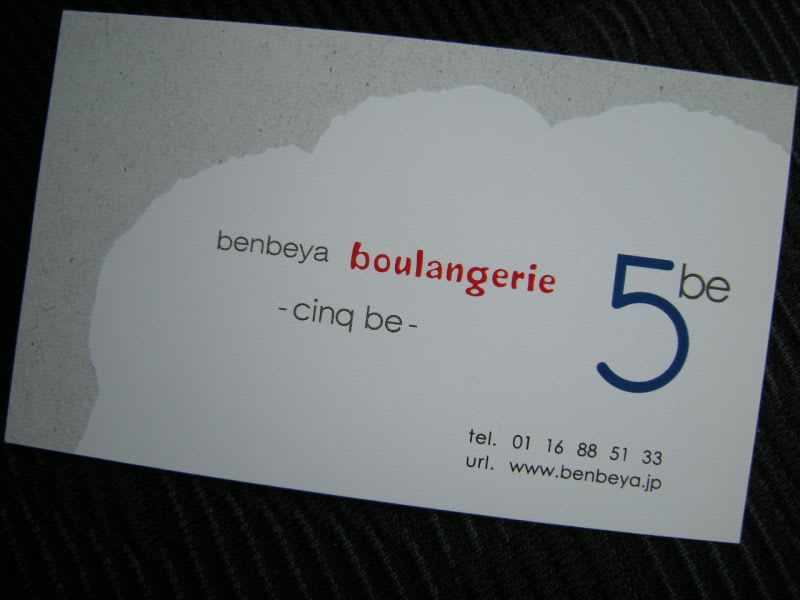 benbeya boulangerie
-cinq be-
5be
tel. 01 16 88 51 33
url. www.benbeya.jp